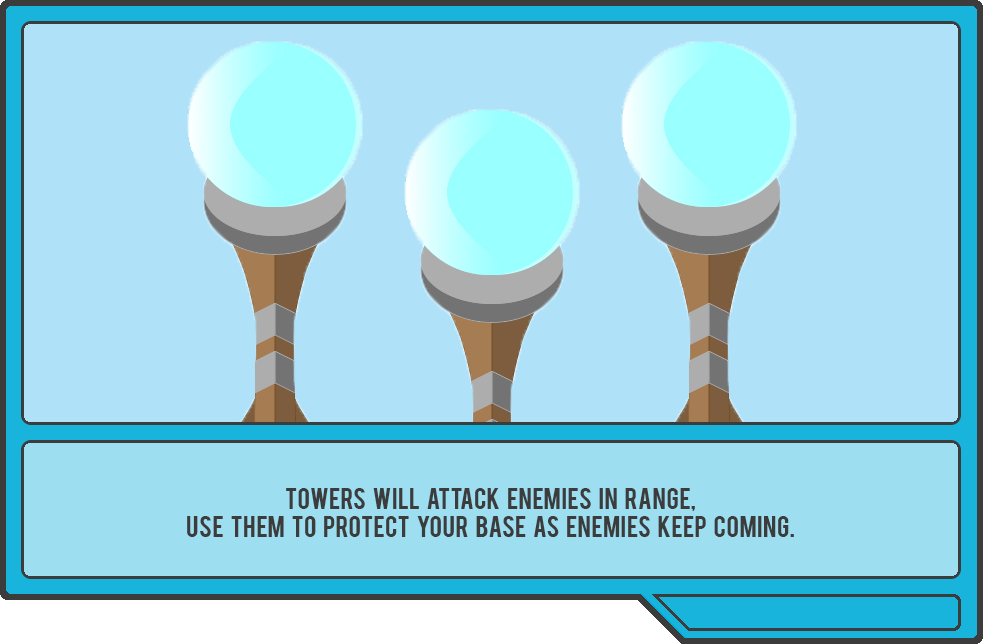 TOWERS WILL ATTACK ENEMIES IN RANGE,
USE THEM TO PROTECT YOUR BASE AS ENEMIES KEEP COMING.